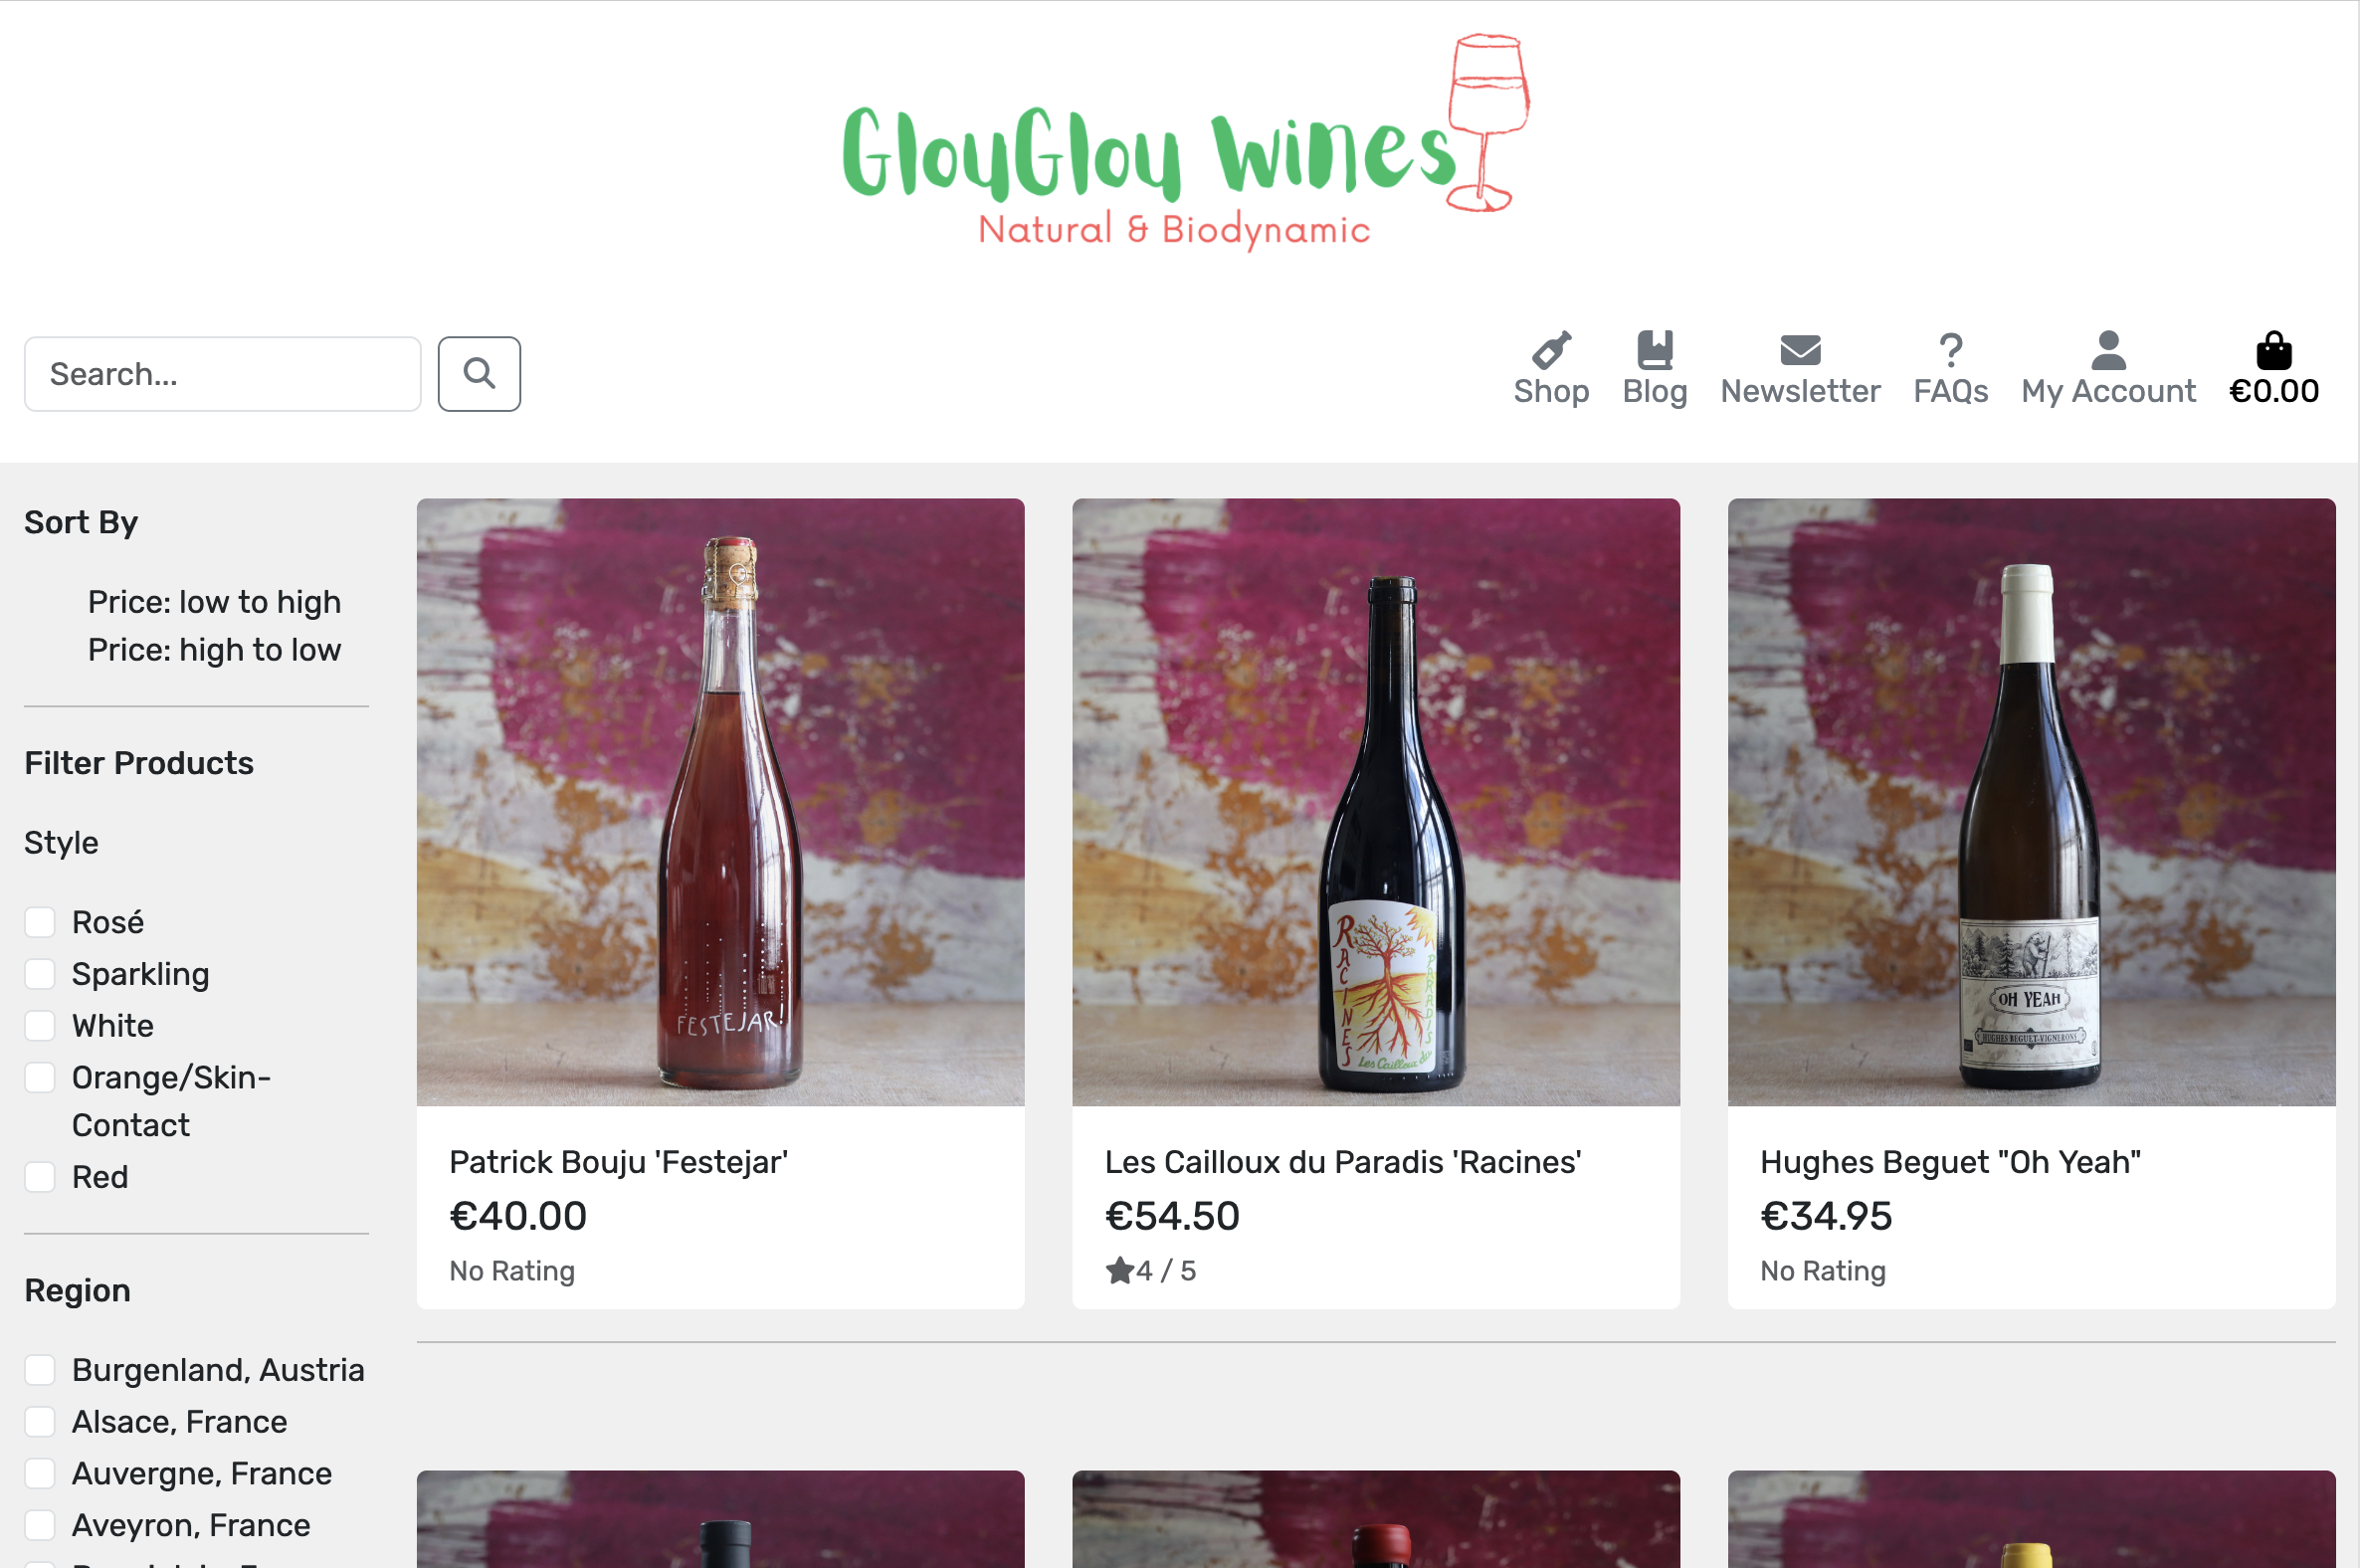 GlouGlou Wines
Natural & Biodynamic
Search...
Shop
Blog
Newsletter
FAQs
My Account
€0.00
Sort By
Price: low to high
Price: high to low
Filter Products
Style
Rosé
Sparkling
White
Orange/Skin-
Contact
Red
Region
Burgenland, Austria
Alsace, France
Auvergne, France
Aveyron, France
FESTEJAR!
Patrick Bouju 'Festejar'
€40.00
No Rating
RACINES
PARADIS
Les Cailloux du
Les Cailloux du Paradis 'Racines'
€54.50
4 / 5
OH YEAH
HUGHES BEGUET-VIGNERONS
Hughes Beguet "Oh Yeah"
€34.95
No Rating